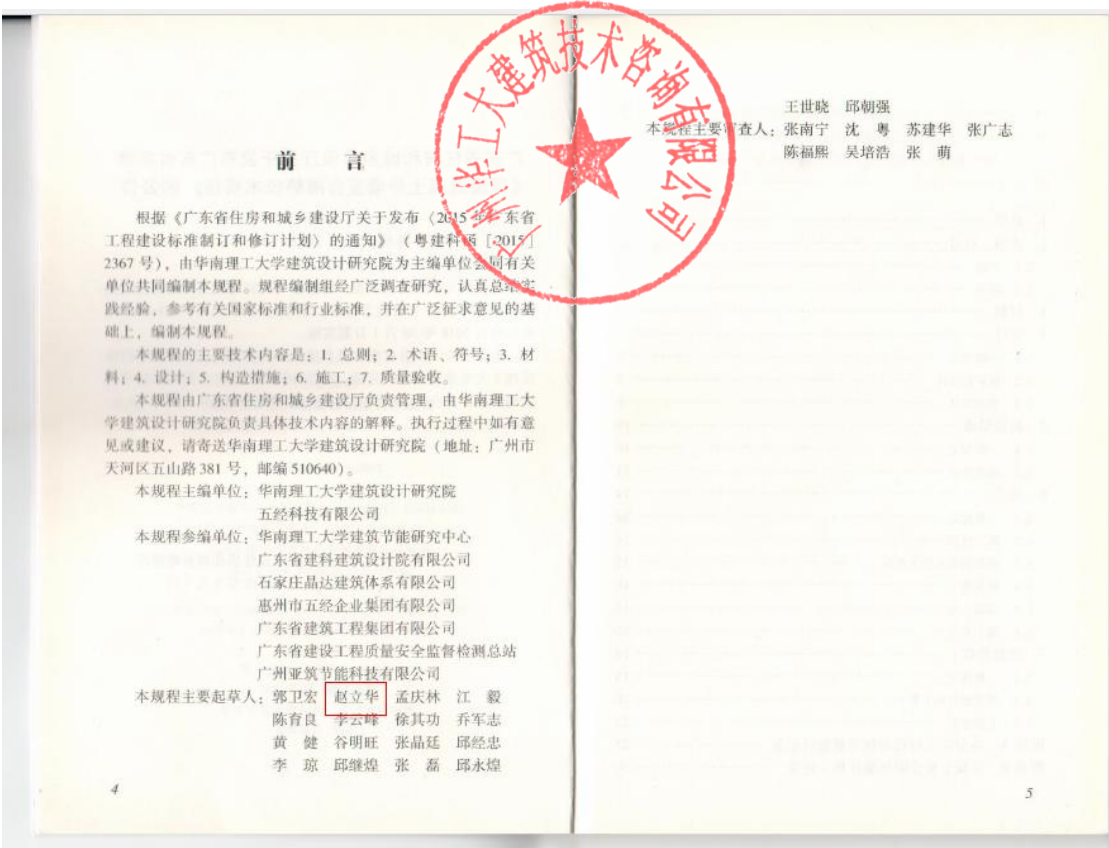 前 言
根据《广东省住房和城乡建设厅关于发布〈2015 年广东省
工程建设标准制订和修订计划〉的通知》（粤建科函［2015］
2367 号），由华南理工大学建筑设计研究院为主编单位会同有关
单位共同编制本规程。规程编制组经广泛调查研究，认真总结实
践经验，参考有关国家标准和行业标准，并在广泛征求意见的基
础上，编制本规程。
本规程的主要技术内容是：1. 总则；2. 术语、符号；3. 材
料；4. 设计；5. 构造措施；6. 施工；7. 质量验收。
本规程由广东省住房和城乡建设厅负责管理，由华南理工大
学建筑设计研究院负责具体技术内容的解释。执行过程中如有意
见或建议，请寄送华南理工大学建筑设计研究院（地址：广州市
天河区五山路 381 号，邮编 510640）。
本规程主编单位：华南理工大学建筑设计研究院
五经科技有限公司
本规程参编单位：华南理工大学建筑节能研究中心
广东省建科建筑设计院有限公司
石家庄晶达建筑体系有限公司
惠州市五经企业集团有限公司
广东省建筑工程集团有限公司
广东省建设工程质量安全监督检测总站
广州亚筑节能科技有限公司
本规程主要起草人：郭卫宏 赵立华 孟庆林 江 毅
陈育良 李云峰 徐其功 乔军志
黄 健 谷明旺 张晶廷 邱经忠
李 琼 邱继煌 张 磊 邱永煌
4
王世晓 邱朝强
本规程主要审查人：张南宁 沈 粤 苏建华 张广志
陈福熙 吴培浩 张 萌
5
广州华工大建筑技术咨询有限公司